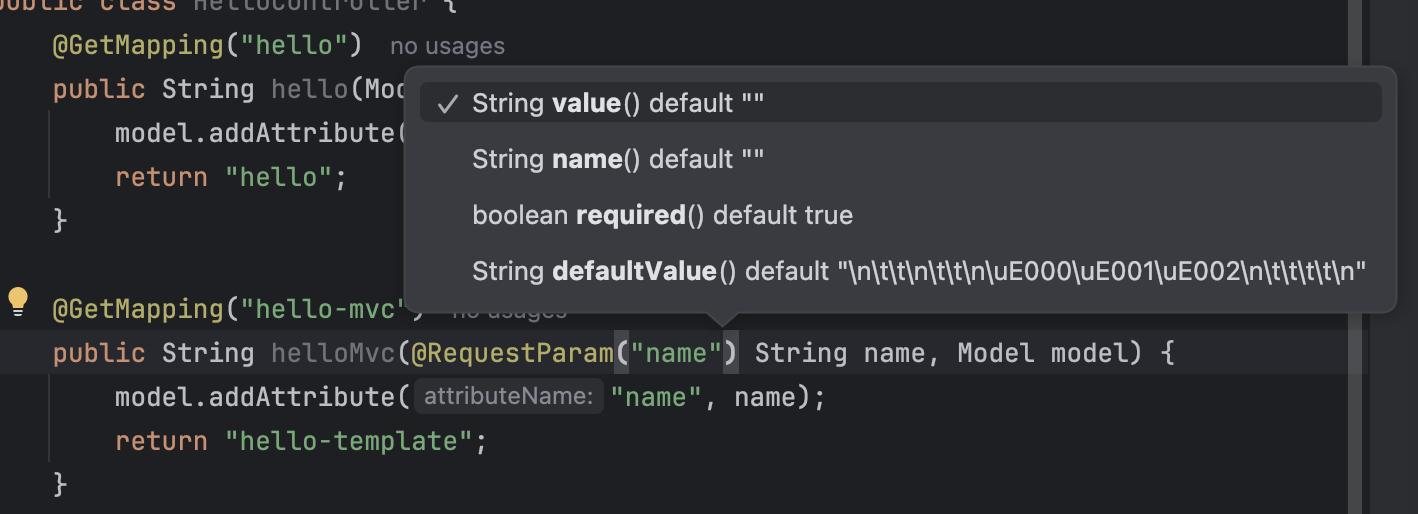 public class HelloController {
@GetMapping("hello") no usages
public String hello(Mod
model.addAttribute(
return "hello";
}
✓ String value() default ""
String name() default ""
boolean required() default true
String defaultValue() default "\n\t\t\n\t\t\n\uE000\uE001\uE002\n\t\t\t\t\n"
@GetMapping("hello-mvc") no usages
public String helloMvc(@RequestParam("name") String name, Model model) {
model.addAttribute( attributeName: "name", name);
return "hello-template";
}